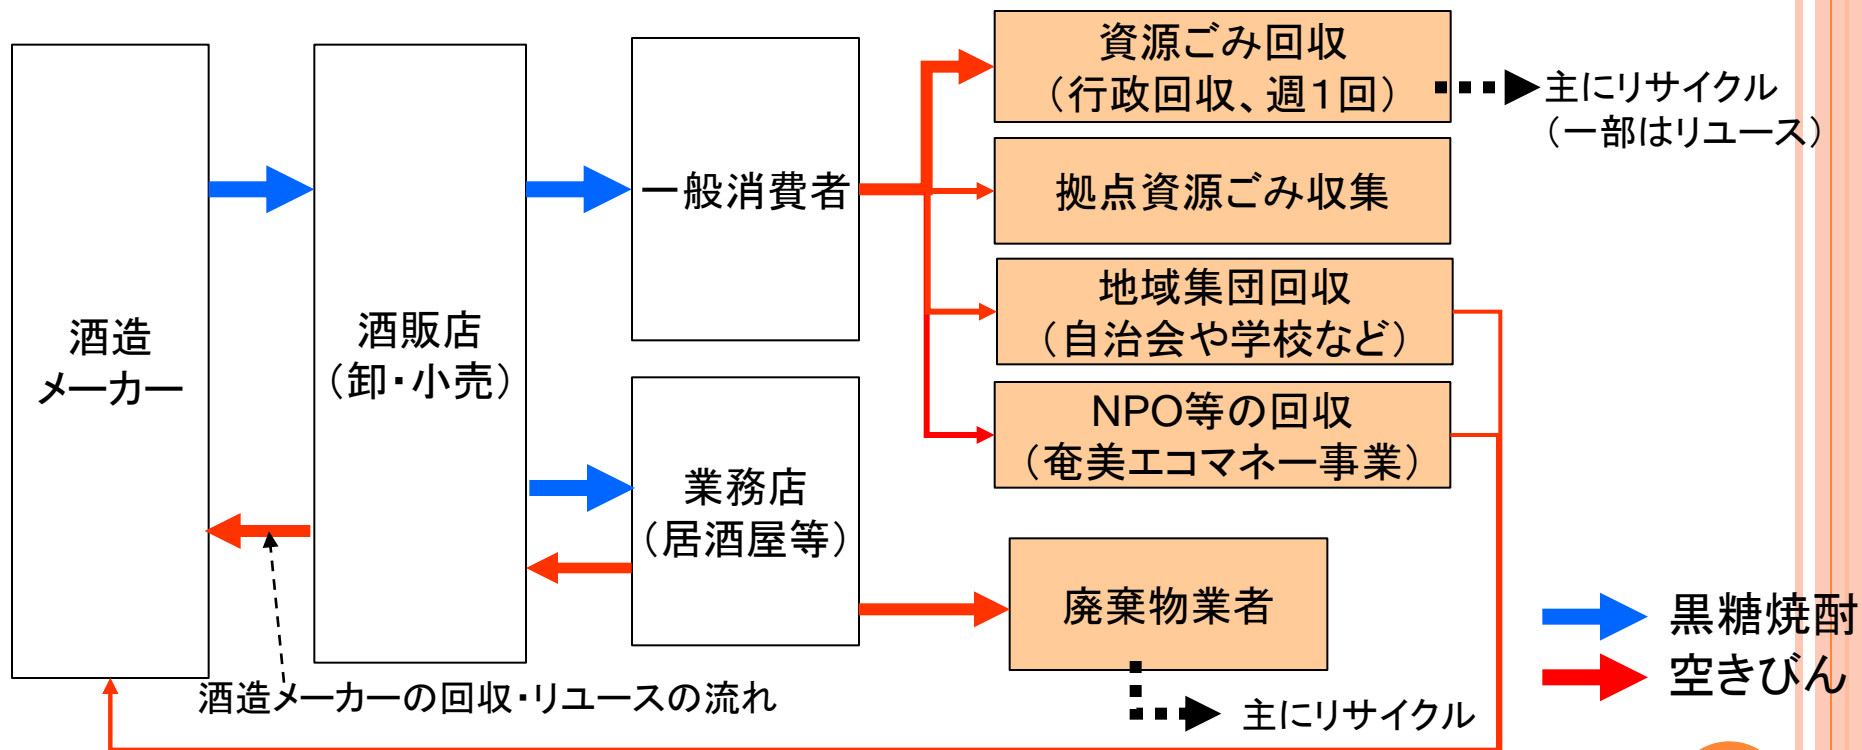 酒造
メーカー
酒販店
(卸・小売)
一般消費者
業務店
(居酒屋等)
資源ごみ回収
(行政回収、週1回)
主にリサイクル
(一部はリユース)
拠点資源ごみ収集
地域集団回収
(自治会や学校など)
NPO等の回収
(奄美エコマネー事業)
廃棄物業者
主にリサイクル
酒造メーカーの回収・リユースの流れ
黒糖焼酎
空きびん